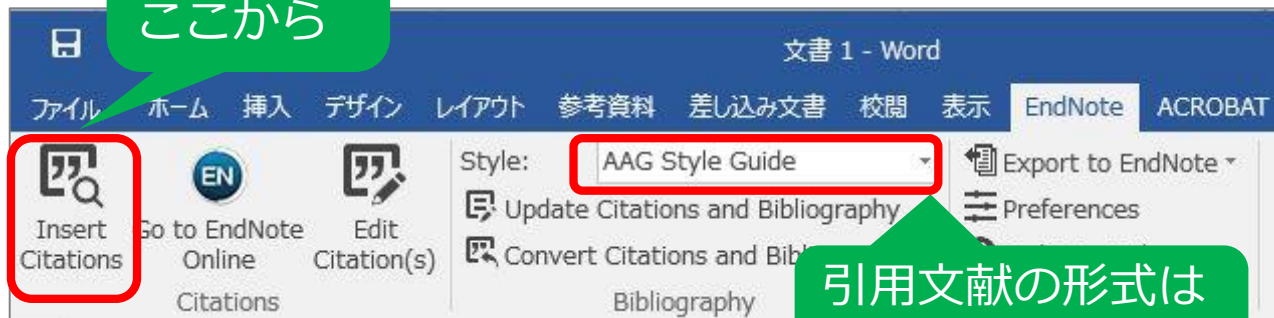 ここから
文書 1 - Word
ファイル ホーム 挿入 デザイン レイアウト 参考資料 差し込み文書 校閲 表示 EndNote ACROBAT
Insert Citations
Go to EndNote Online
Edit Citation(s)
Citations
Style: AAG Style Guide
Update Citations and Bibliography
Convert Citations and Bib
Bibliography
Export to EndNote
Preferences
引用文献の形式は